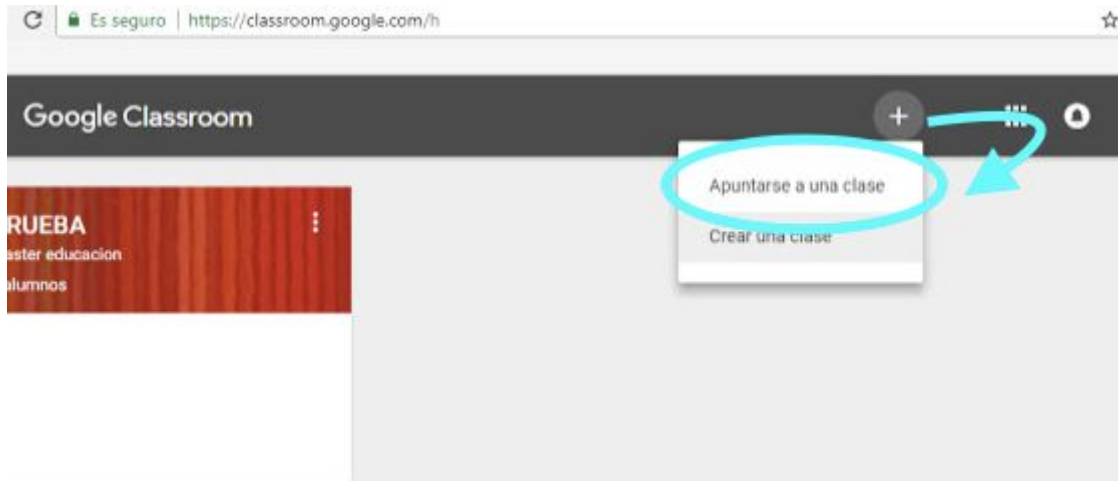 Es seguro | https://classroom.google.com/h
Google Classroom
+
Apuntarse a una clase
Crear una clase
RUEBA
aster educacion
alumnos